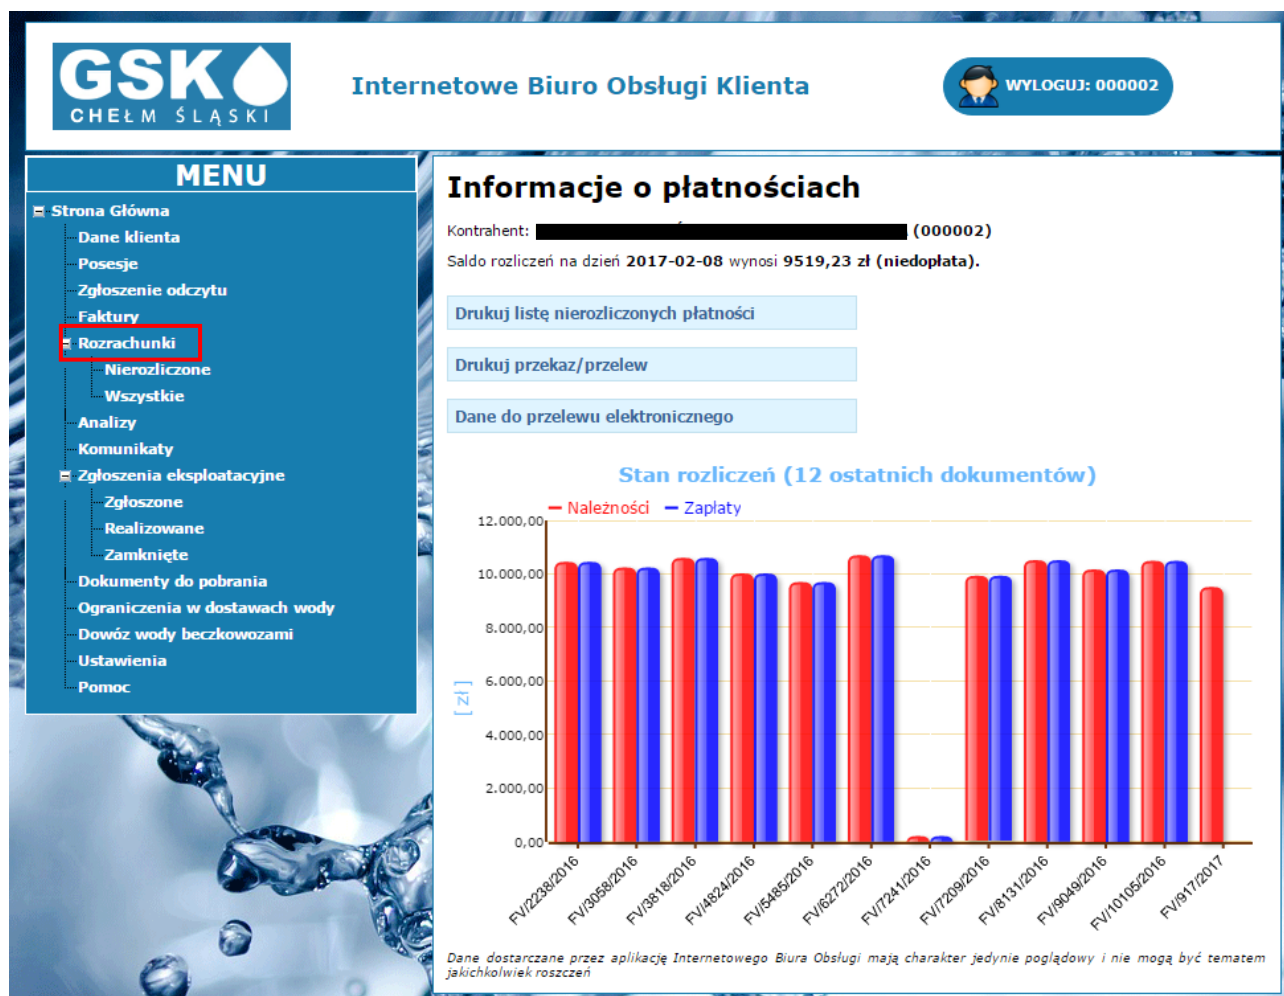 GSK
CHEŁM ŚLĄSKI
Internetowe Biuro Obsługi Klienta
WYLOGUJ: 000002
MENU
Strona Główna
Dane klienta
Posesje
Zgłoszenie odczytu
Faktury
Rozrachunki
Nierozliczone
Wszystkie
Analizy
Komunikaty
Zgłoszenia eksploatacyjne
Zgłoszone
Realizowane
Zamknięte
Dokumenty do pobrania
Ograniczenia w dostawach wody
Dowóz wody beczkowozami
Ustawienia
Pomoc
Informacje o płatnościach
Kontrahent: (000002)
Saldo rozliczeń na dzień 2017-02-08 wynosi 9519,23 zł (niedopłata).
Drukuj listę nierozliczonych płatności
Drukuj przekaz/przelew
Dane do przelewu elektronicznego
Stan rozliczeń (12 ostatnich dokumentów)
Należności Zapłaty
12.000,00
10.000,00
8.000,00
6.000,00
4.000,00
2.000,00
0,00
[ zł ]
FV/2238/2016
FV/3058/2016
FV/3818/2016
FV/4824/2016
FV/5485/2016
FV/6272/2016
FV/7241/2016
FV/7209/2016
FV/8131/2016
FV/9049/2016
FV/10105/2016
FV/917/2017
Dane dostarczane przez aplikację Internetowego Biura Obsługi mają charakter jedynie poglądowy i nie mogą być tematem
jakichkolwiek roszczeń